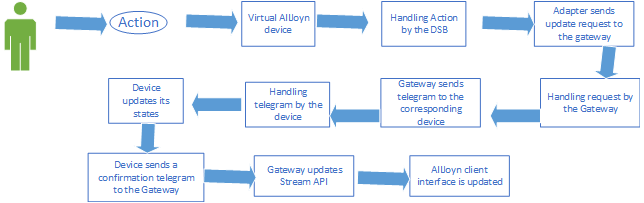 Action
Virtual AllJoyn
device
Handling Action
by the DSB
Adapter sends
update request to
the gateway
Handling request by
the Gateway
Gateway sends
telegram to the
corresponding
device
Handling
telegram by the
device
Device
updates its
states
Device sends a
confirmation telegram
to the Gateway
Gateway updates
Stream API
AllJoyn client
interface is updated